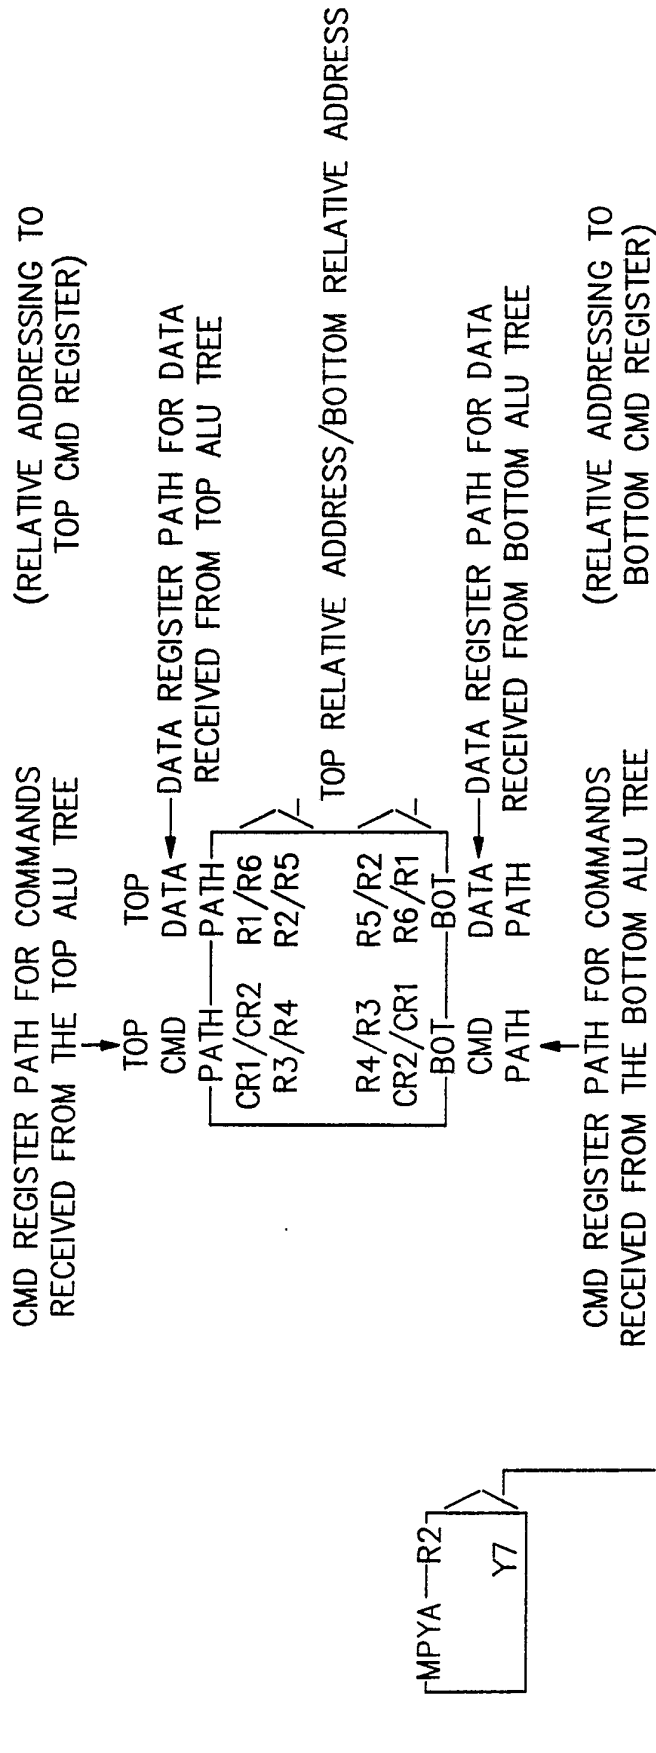 CMD REGISTER PATH FOR COMMANDS
RECEIVED FROM THE TOP ALU TREE
(RELATIVE ADDRESSING TO
TOP CMD REGISTER)
TOP TOP
CMD DATA
PATH PATH
DATA REGISTER PATH FOR DATA
RECEIVED FROM TOP ALU TREE
CR1/CR2 R1/R6
R3/R4 R2/R5
TOP RELATIVE ADDRESS/BOTTOM RELATIVE ADDRESS
R4/R3 R5/R2
CR2/CR1 R6/R1
BOT BOT
CMD DATA
PATH PATH
DATA REGISTER PATH FOR DATA
RECEIVED FROM BOTTOM ALU TREE
CMD REGISTER PATH FOR COMMANDS
RECEIVED FROM THE BOTTOM ALU TREE
(RELATIVE ADDRESSING TO
BOTTOM CMD REGISTER)
MPYA R2
Y7